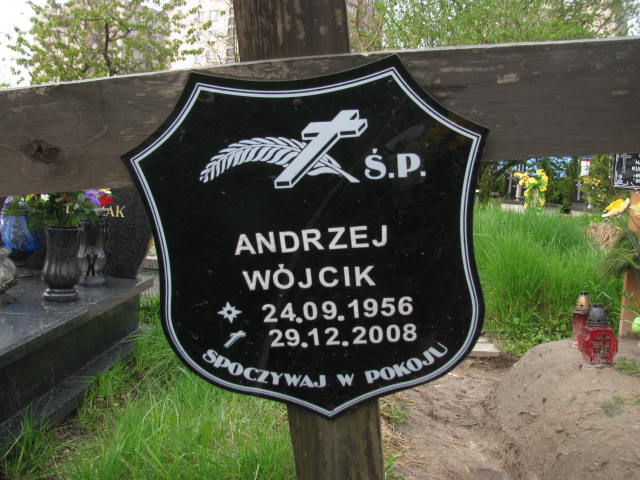 Ś.P.
ANDRZEJ
WÓJCIK
24.09.1956
29.12.2008
SPOCZYWAJ W POKOJU